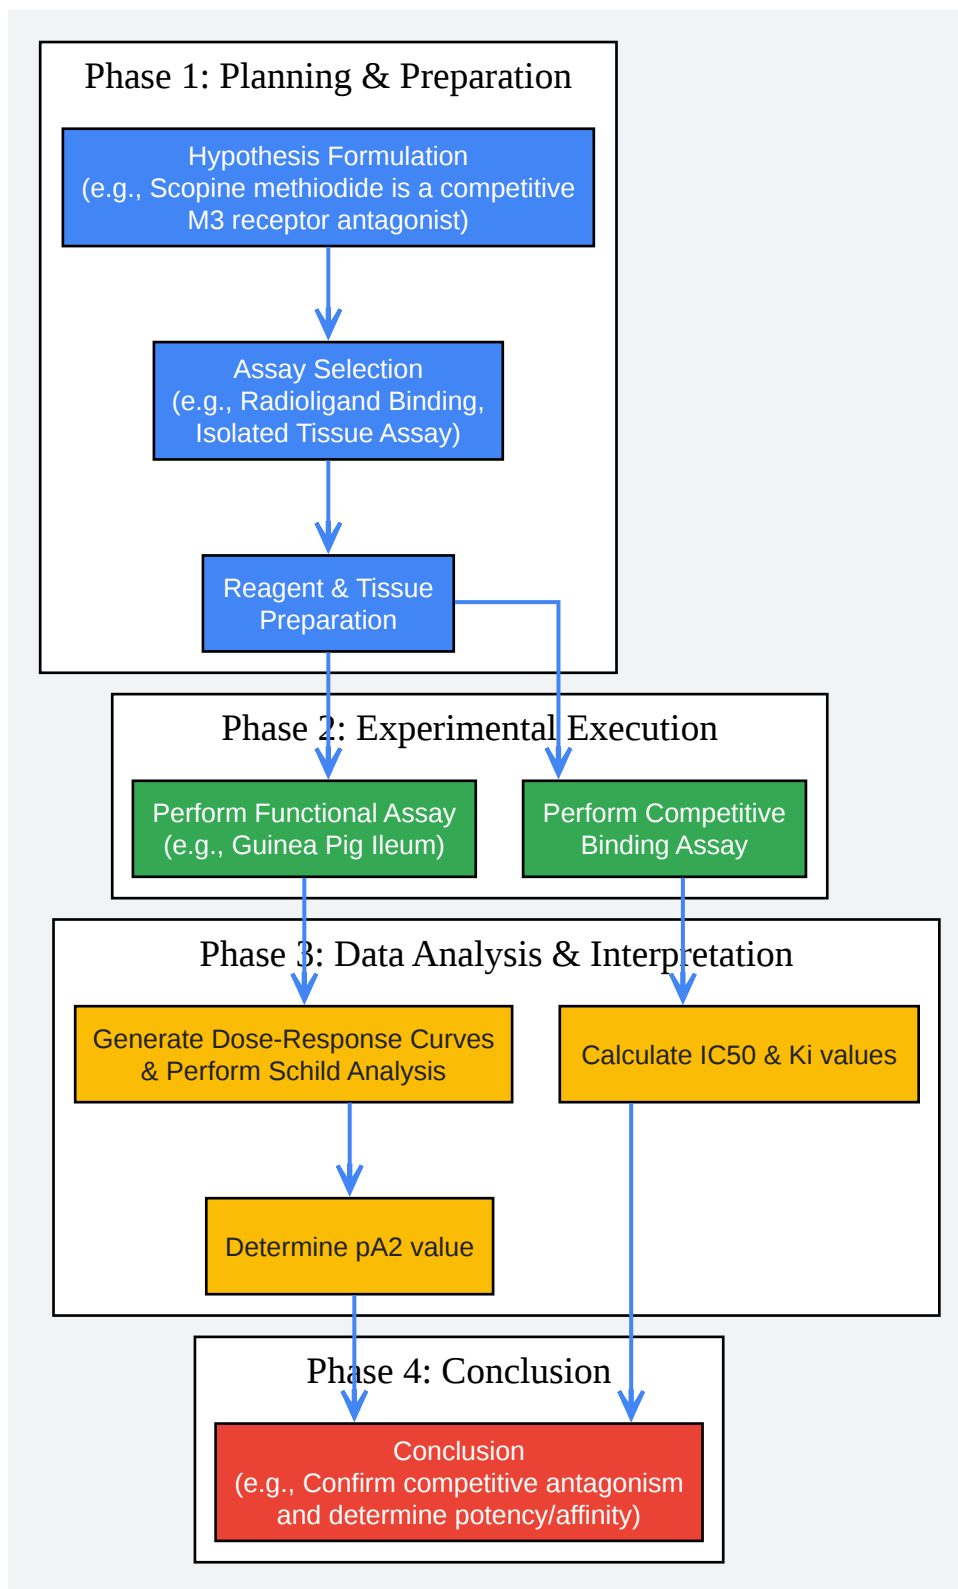 Phase 1: Planning & Preparation
Hypothesis Formulation
(e.g., Scopine methiodide is a competitive
M3 receptor antagonist)
Assay Selection
(e.g., Radioligand Binding,
Isolated Tissue Assay)
Reagent & Tissue
Preparation
Phase 2: Experimental Execution
Perform Functional Assay
(e.g., Guinea Pig Ileum)
Perform Competitive
Binding Assay
Phase 3: Data Analysis & Interpretation
Generate Dose-Response Curves
& Perform Schild Analysis
Calculate IC50 & Ki values
Determine pA2 value
Phase 4: Conclusion
Conclusion
(e.g., Confirm competitive antagonism
and determine potency/affinity)